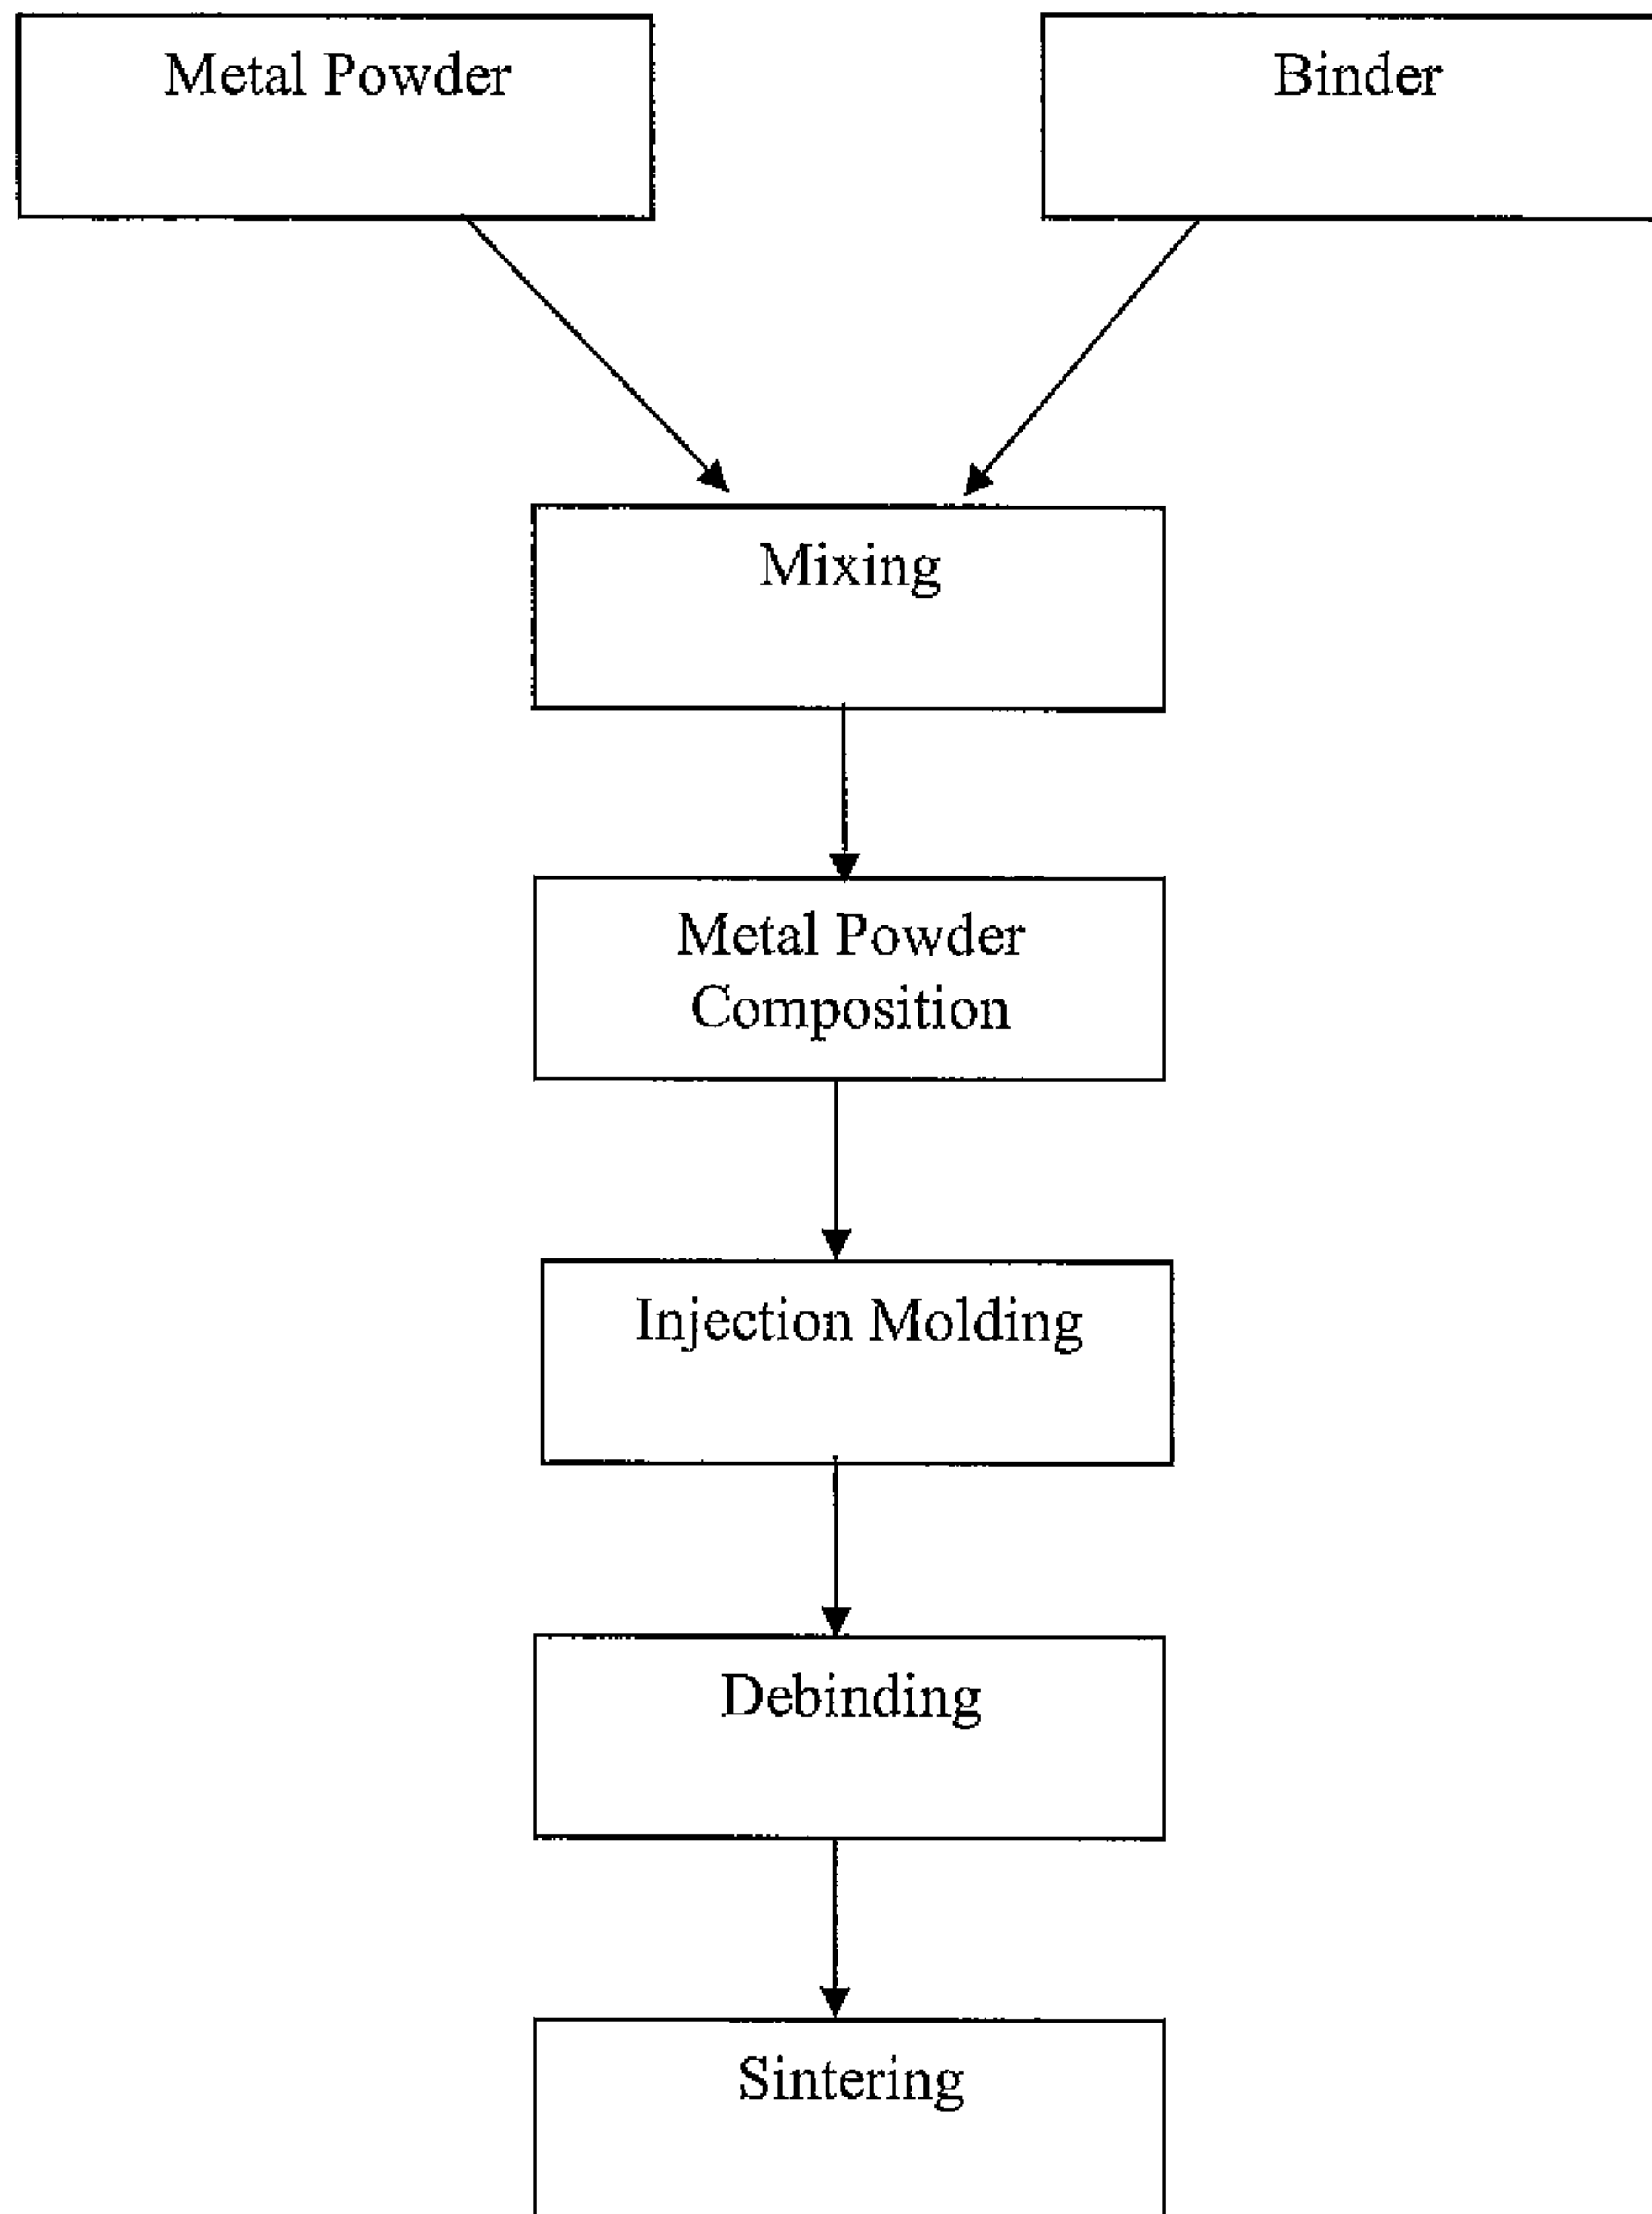 Metal Powder
Binder
Mixing
Metal Powder
Composition
Injection Molding
Debinding
Sintering